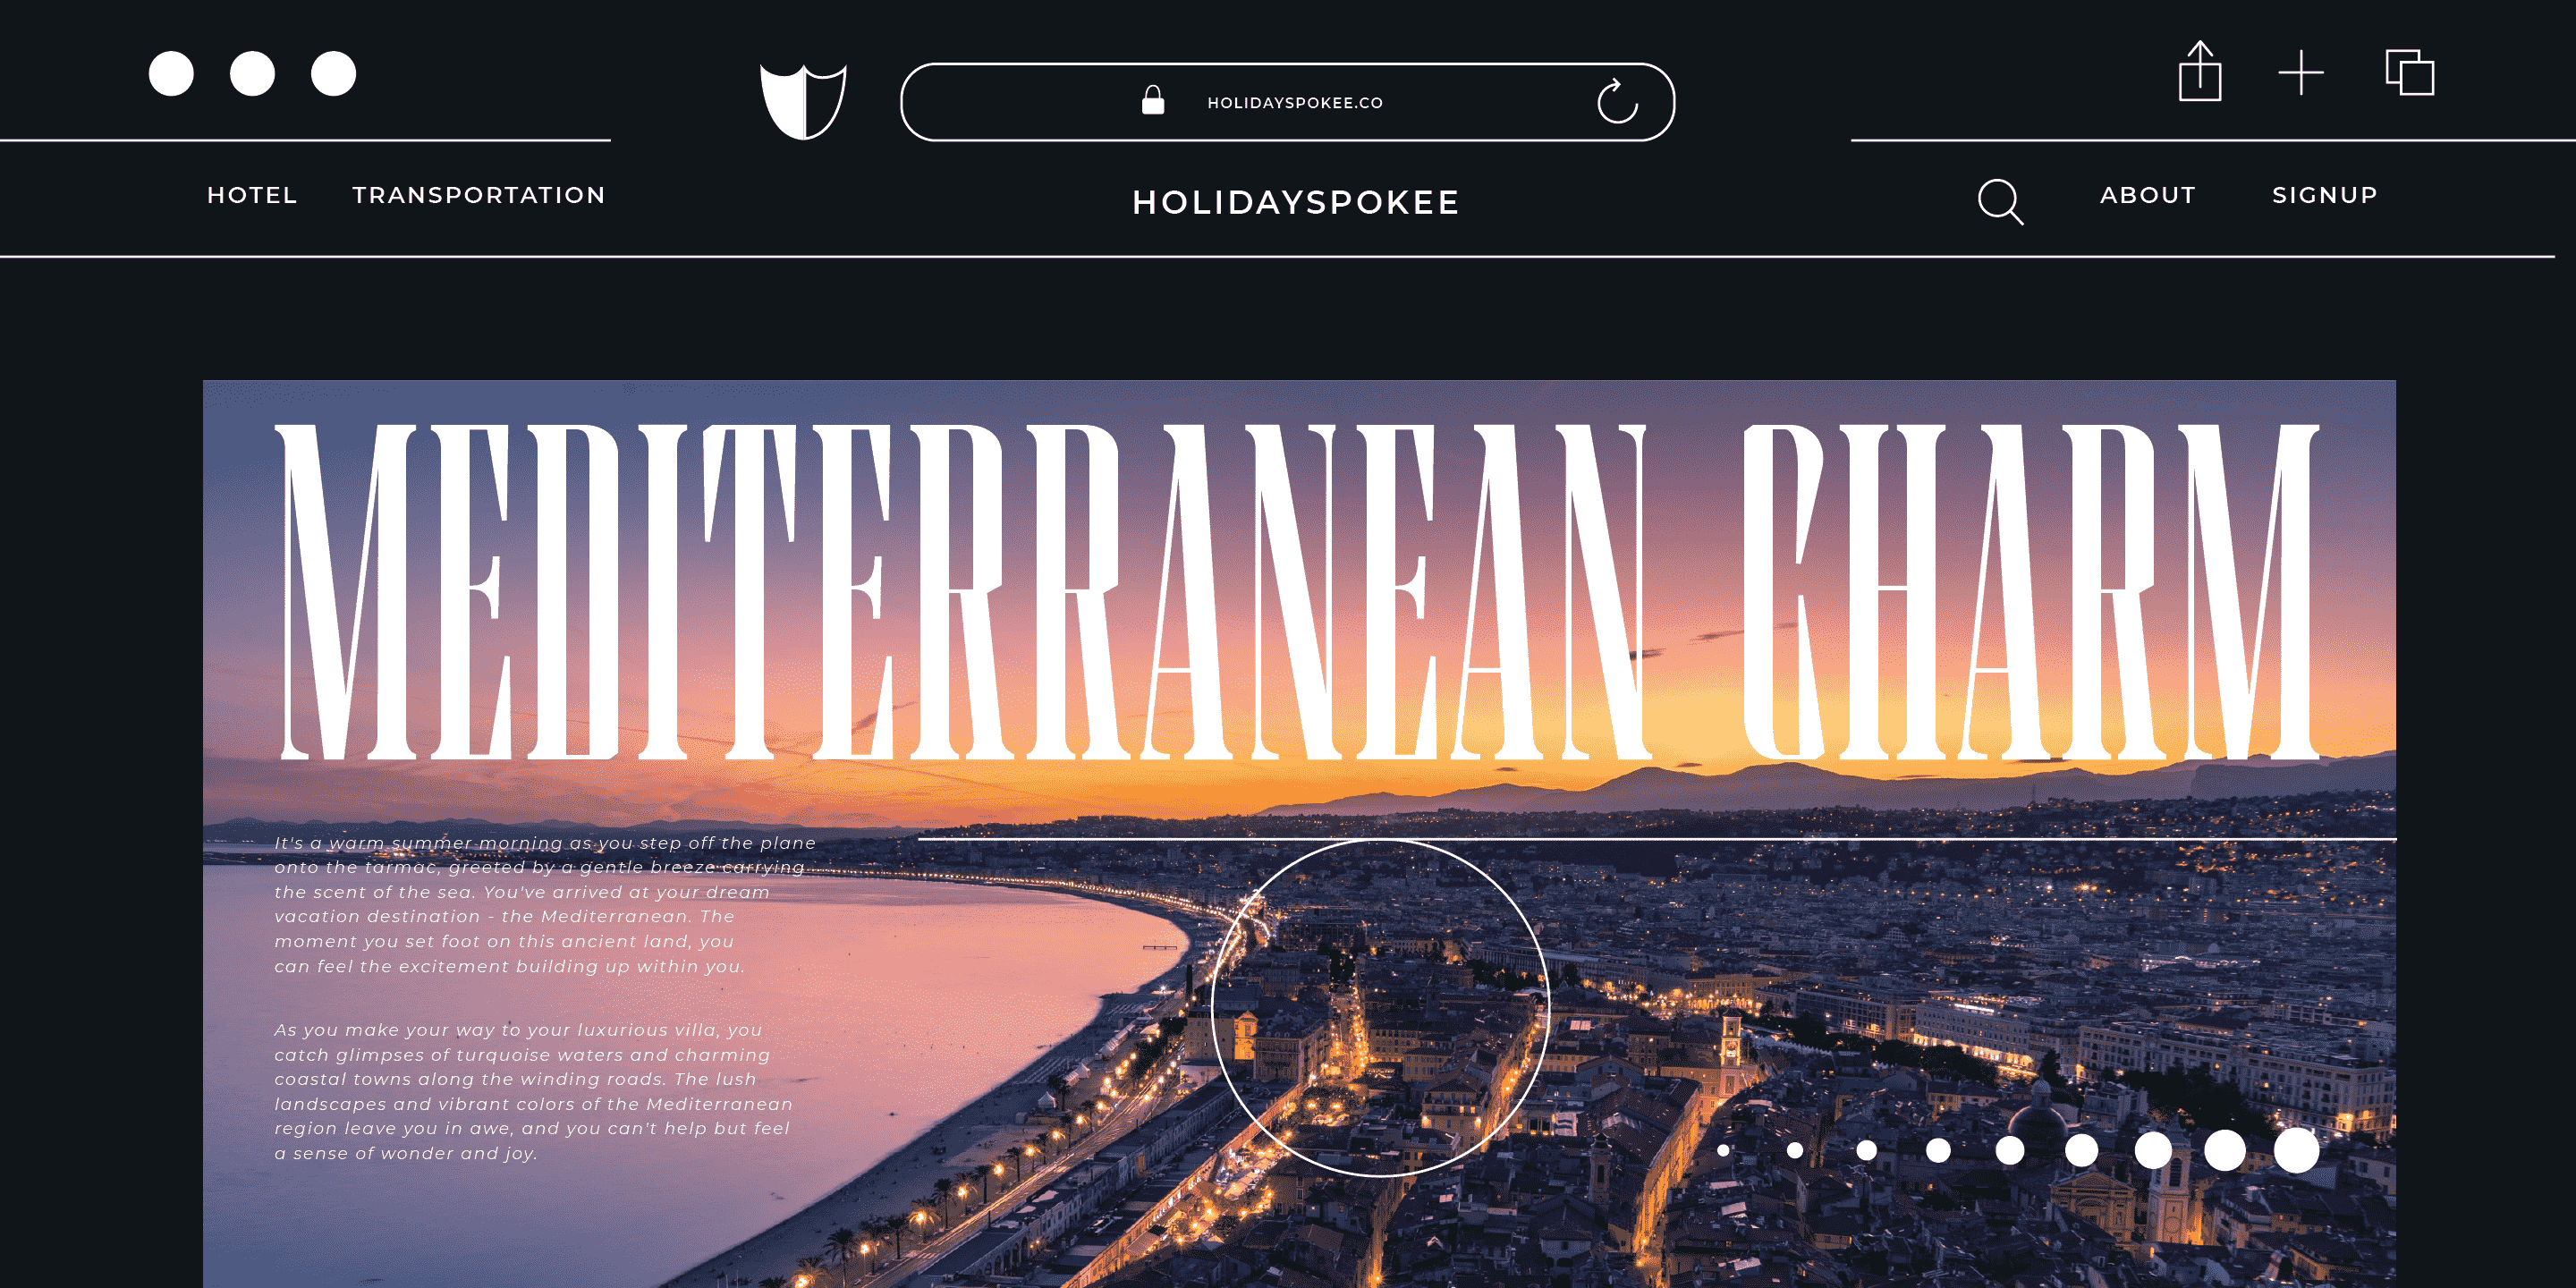 HOLIDAYSPOKEE.CO
HOTEL TRANSPORTATION HOLIDAYSPOKEE ABOUT SIGNUP
MEDITERRANEAN CHARM
It's a warm summer morning as you step off the plane
onto the tarmac, greeted by a gentle breeze carrying
the scent of the sea. You've arrived at your dream
vacation destination - the Mediterranean. The
moment you set foot on this ancient land, you
can feel the excitement building up within you.
As you make your way to your luxurious villa, you
catch glimpses of turquoise waters and charming
coastal towns along the winding roads. The lush
landscapes and vibrant colors of the Mediterranean
region leave you in awe, and you can't help but feel
a sense of wonder and joy.